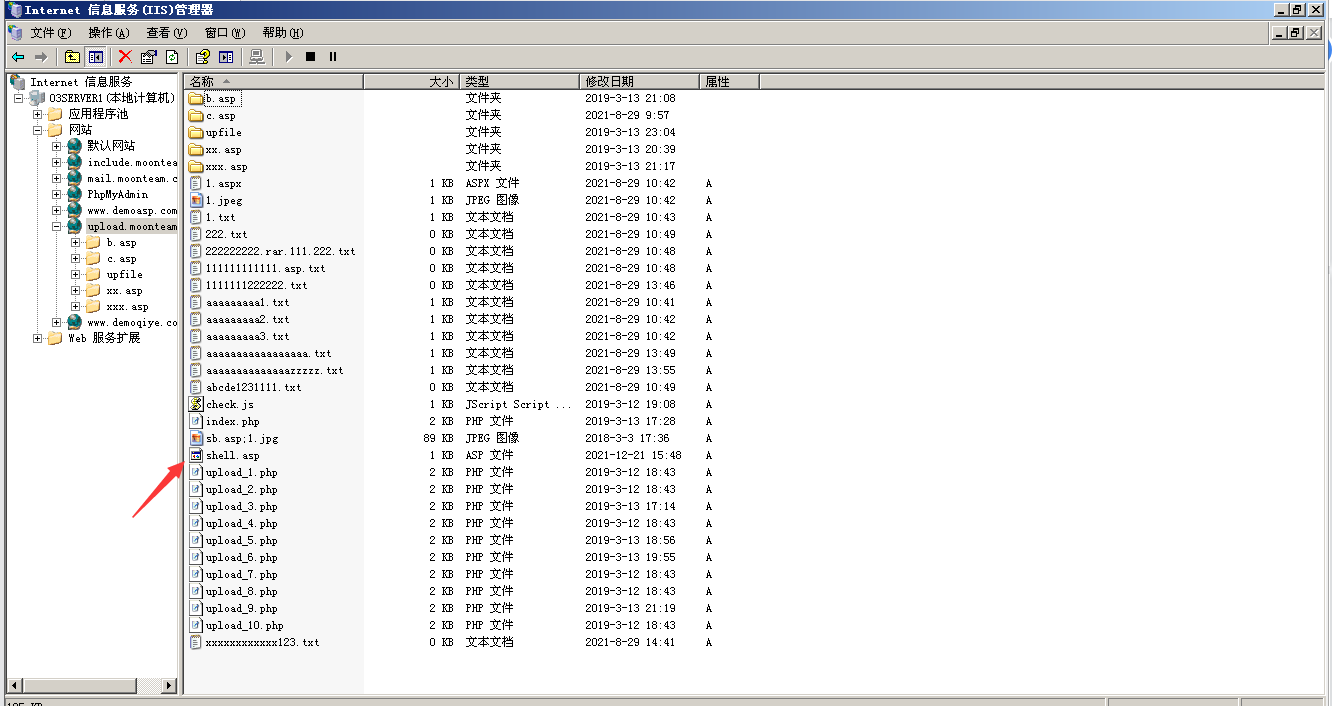 Internet 信息服务(IIS)管理器
文件(F) 操作(A) 查看(V) 窗口(W) 帮助(H)
Internet 信息服务
03SERVER1(本地计算机)
应用程序池
网站
默认网站
include.moontea
mail.moonteam.c
PhpMyAdmin
www.demoasp.com
upload.moonteam
b.asp
c.asp
upfile
xx.asp
xxx.asp
www.demoqiye.co
Web 服务扩展
名称 大小 类型 修改日期 属性
b.asp 文件夹 2019-3-13 21:08
c.asp 文件夹 2021-8-29 9:57
upfile 文件夹 2019-3-13 23:04
xx.asp 文件夹 2019-3-13 20:39
xxx.asp 文件夹 2019-3-13 21:17
1.aspx 1 KB ASPX 文件 2021-8-29 10:42 A
1.jpeg 1 KB JPEG 图像 2021-8-29 10:42 A
1.txt 1 KB 文本文档 2021-8-29 10:43 A
222.txt 0 KB 文本文档 2021-8-29 10:49 A
222222222.rar.111.222.txt 0 KB 文本文档 2021-8-29 10:48 A
111111111111.asp.txt 0 KB 文本文档 2021-8-29 10:48 A
1111111222222.txt 0 KB 文本文档 2021-8-29 13:46 A
aaaaaaaaa1.txt 1 KB 文本文档 2021-8-29 10:41 A
aaaaaaaaa2.txt 1 KB 文本文档 2021-8-29 10:42 A
aaaaaaaaa3.txt 1 KB 文本文档 2021-8-29 10:42 A
aaaaaaaaaaaaaaaaa.txt 1 KB 文本文档 2021-8-29 13:49 A
aaaaaaaaaaaaaazzzzz.txt 1 KB 文本文档 2021-8-29 13:55 A
abcde1231111.txt 0 KB 文本文档 2021-8-29 10:49 A
check.js 1 KB JScript Script ... 2019-3-12 19:08 A
index.php 2 KB PHP 文件 2019-3-13 17:28 A
sb.asp;1.jpg 89 KB JPEG 图像 2018-3-3 17:36 A
shell.asp 1 KB ASP 文件 2021-12-21 15:48 A
upload_1.php 2 KB PHP 文件 2019-3-12 18:43 A
upload_2.php 2 KB PHP 文件 2019-3-12 18:43 A
upload_3.php 2 KB PHP 文件 2019-3-13 17:14 A
upload_4.php 2 KB PHP 文件 2019-3-12 18:43 A
upload_5.php 2 KB PHP 文件 2019-3-13 18:56 A
upload_6.php 2 KB PHP 文件 2019-3-13 19:55 A
upload_7.php 2 KB PHP 文件 2019-3-12 18:43 A
upload_8.php 2 KB PHP 文件 2019-3-12 18:43 A
upload_9.php 2 KB PHP 文件 2019-3-13 21:19 A
upload_10.php 2 KB PHP 文件 2019-3-12 18:43 A
xxxxxxxxxxxx123.txt 0 KB 文本文档 2021-8-29 14:41 A